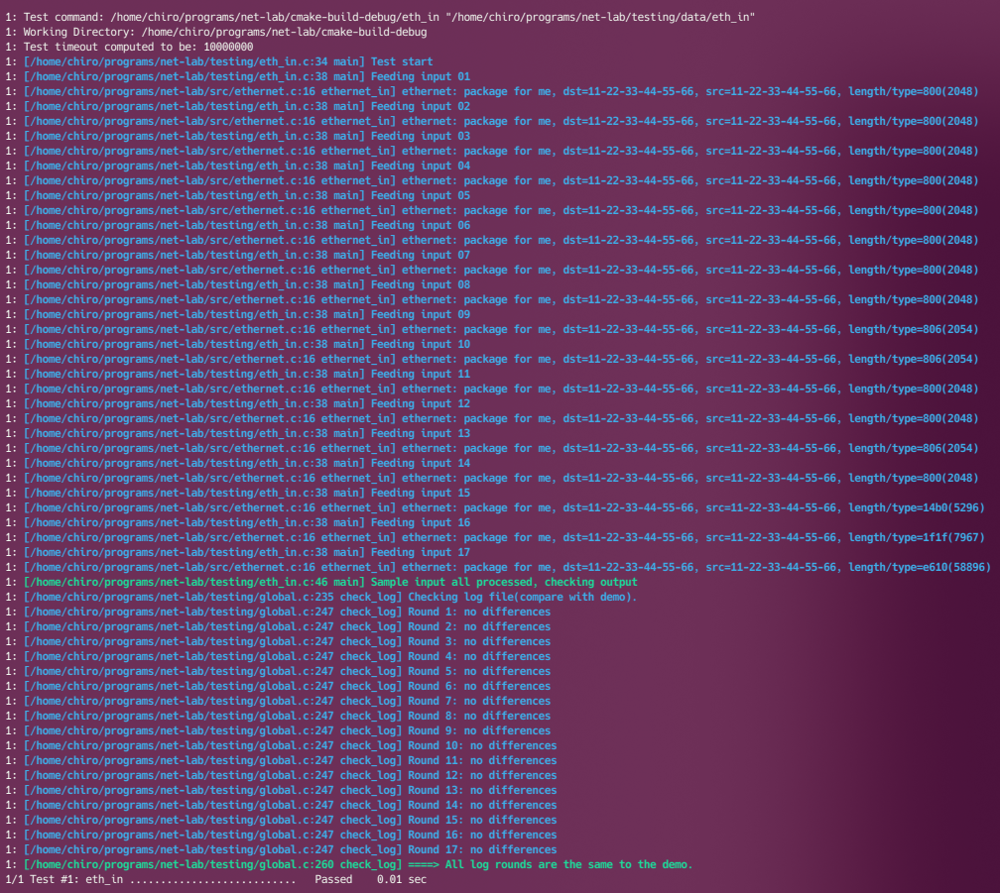 1: Test command: /home/chiro/programs/net-lab/cmake-build-debug/eth_in "/home/chiro/programs/net-lab/testing/data/eth_in"
1: Working Directory: /home/chiro/programs/net-lab/cmake-build-debug
1: Test timeout computed to be: 10000000
1: [/home/chiro/programs/net-lab/testing/eth_in.c:34 main] Test start
1: [/home/chiro/programs/net-lab/testing/eth_in.c:38 main] Feeding input 01
1: [/home/chiro/programs/net-lab/src/ethernet.c:16 ethernet_in] ethernet: package for me, dst=11-22-33-44-55-66, src=11-22-33-44-55-66, length/type=800(2048)
1: [/home/chiro/programs/net-lab/testing/eth_in.c:38 main] Feeding input 02
1: [/home/chiro/programs/net-lab/src/ethernet.c:16 ethernet_in] ethernet: package for me, dst=11-22-33-44-55-66, src=11-22-33-44-55-66, length/type=800(2048)
1: [/home/chiro/programs/net-lab/testing/eth_in.c:38 main] Feeding input 03
1: [/home/chiro/programs/net-lab/src/ethernet.c:16 ethernet_in] ethernet: package for me, dst=11-22-33-44-55-66, src=11-22-33-44-55-66, length/type=800(2048)
1: [/home/chiro/programs/net-lab/testing/eth_in.c:38 main] Feeding input 04
1: [/home/chiro/programs/net-lab/src/ethernet.c:16 ethernet_in] ethernet: package for me, dst=11-22-33-44-55-66, src=11-22-33-44-55-66, length/type=800(2048)
1: [/home/chiro/programs/net-lab/testing/eth_in.c:38 main] Feeding input 05
1: [/home/chiro/programs/net-lab/src/ethernet.c:16 ethernet_in] ethernet: package for me, dst=11-22-33-44-55-66, src=11-22-33-44-55-66, length/type=800(2048)
1: [/home/chiro/programs/net-lab/testing/eth_in.c:38 main] Feeding input 06
1: [/home/chiro/programs/net-lab/src/ethernet.c:16 ethernet_in] ethernet: package for me, dst=11-22-33-44-55-66, src=11-22-33-44-55-66, length/type=800(2048)
1: [/home/chiro/programs/net-lab/testing/eth_in.c:38 main] Feeding input 07
1: [/home/chiro/programs/net-lab/src/ethernet.c:16 ethernet_in] ethernet: package for me, dst=11-22-33-44-55-66, src=11-22-33-44-55-66, length/type=800(2048)
1: [/home/chiro/programs/net-lab/testing/eth_in.c:38 main] Feeding input 08
1: [/home/chiro/programs/net-lab/src/ethernet.c:16 ethernet_in] ethernet: package for me, dst=11-22-33-44-55-66, src=11-22-33-44-55-66, length/type=800(2048)
1: [/home/chiro/programs/net-lab/testing/eth_in.c:38 main] Feeding input 09
1: [/home/chiro/programs/net-lab/src/ethernet.c:16 ethernet_in] ethernet: package for me, dst=11-22-33-44-55-66, src=11-22-33-44-55-66, length/type=806(2054)
1: [/home/chiro/programs/net-lab/testing/eth_in.c:38 main] Feeding input 10
1: [/home/chiro/programs/net-lab/src/ethernet.c:16 ethernet_in] ethernet: package for me, dst=11-22-33-44-55-66, src=11-22-33-44-55-66, length/type=806(2054)
1: [/home/chiro/programs/net-lab/testing/eth_in.c:38 main] Feeding input 11
1: [/home/chiro/programs/net-lab/src/ethernet.c:16 ethernet_in] ethernet: package for me, dst=11-22-33-44-55-66, src=11-22-33-44-55-66, length/type=800(2048)
1: [/home/chiro/programs/net-lab/testing/eth_in.c:38 main] Feeding input 12
1: [/home/chiro/programs/net-lab/src/ethernet.c:16 ethernet_in] ethernet: package for me, dst=11-22-33-44-55-66, src=11-22-33-44-55-66, length/type=800(2048)
1: [/home/chiro/programs/net-lab/testing/eth_in.c:38 main] Feeding input 13
1: [/home/chiro/programs/net-lab/src/ethernet.c:16 ethernet_in] ethernet: package for me, dst=11-22-33-44-55-66, src=11-22-33-44-55-66, length/type=806(2054)
1: [/home/chiro/programs/net-lab/testing/eth_in.c:38 main] Feeding input 14
1: [/home/chiro/programs/net-lab/src/ethernet.c:16 ethernet_in] ethernet: package for me, dst=11-22-33-44-55-66, src=11-22-33-44-55-66, length/type=800(2048)
1: [/home/chiro/programs/net-lab/testing/eth_in.c:38 main] Feeding input 15
1: [/home/chiro/programs/net-lab/src/ethernet.c:16 ethernet_in] ethernet: package for me, dst=11-22-33-44-55-66, src=11-22-33-44-55-66, length/type=14b0(5296)
1: [/home/chiro/programs/net-lab/testing/eth_in.c:38 main] Feeding input 16
1: [/home/chiro/programs/net-lab/src/ethernet.c:16 ethernet_in] ethernet: package for me, dst=11-22-33-44-55-66, src=11-22-33-44-55-66, length/type=1f1f(7967)
1: [/home/chiro/programs/net-lab/testing/eth_in.c:38 main] Feeding input 17
1: [/home/chiro/programs/net-lab/src/ethernet.c:16 ethernet_in] ethernet: package for me, dst=11-22-33-44-55-66, src=11-22-33-44-55-66, length/type=e610(58896)
1: [/home/chiro/programs/net-lab/testing/eth_in.c:46 main] Sample input all processed, checking output
1: [/home/chiro/programs/net-lab/testing/global.c:235 check_log] Checking log file(compare with demo).
1: [/home/chiro/programs/net-lab/testing/global.c:247 check_log] Round 1: no differences
1: [/home/chiro/programs/net-lab/testing/global.c:247 check_log] Round 2: no differences
1: [/home/chiro/programs/net-lab/testing/global.c:247 check_log] Round 3: no differences
1: [/home/chiro/programs/net-lab/testing/global.c:247 check_log] Round 4: no differences
1: [/home/chiro/programs/net-lab/testing/global.c:247 check_log] Round 5: no differences
1: [/home/chiro/programs/net-lab/testing/global.c:247 check_log] Round 6: no differences
1: [/home/chiro/programs/net-lab/testing/global.c:247 check_log] Round 7: no differences
1: [/home/chiro/programs/net-lab/testing/global.c:247 check_log] Round 8: no differences
1: [/home/chiro/programs/net-lab/testing/global.c:247 check_log] Round 9: no differences
1: [/home/chiro/programs/net-lab/testing/global.c:247 check_log] Round 10: no differences
1: [/home/chiro/programs/net-lab/testing/global.c:247 check_log] Round 11: no differences
1: [/home/chiro/programs/net-lab/testing/global.c:247 check_log] Round 12: no differences
1: [/home/chiro/programs/net-lab/testing/global.c:247 check_log] Round 13: no differences
1: [/home/chiro/programs/net-lab/testing/global.c:247 check_log] Round 14: no differences
1: [/home/chiro/programs/net-lab/testing/global.c:247 check_log] Round 15: no differences
1: [/home/chiro/programs/net-lab/testing/global.c:247 check_log] Round 16: no differences
1: [/home/chiro/programs/net-lab/testing/global.c:247 check_log] Round 17: no differences
1: [/home/chiro/programs/net-lab/testing/global.c:260 check_log] ====> All log rounds are the same to the demo.
1/1 Test #1: eth_in ...........................   Passed    0.01 sec